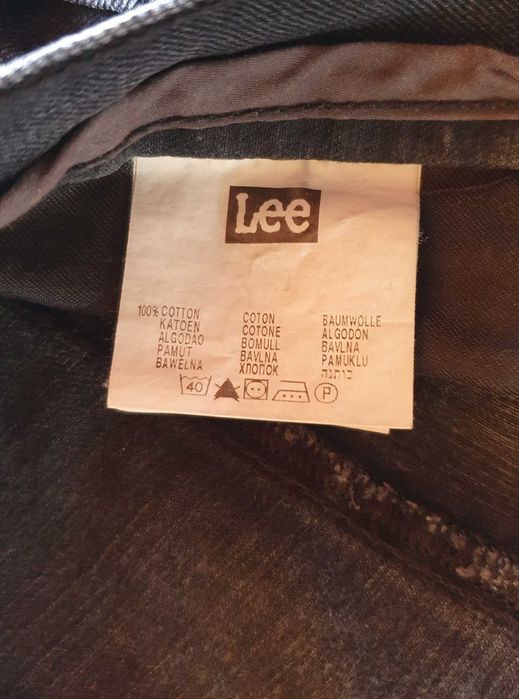 Lee
100% COTTON
KATOEN
ALGODAO
PAMUT
BAWEŁNA
COTON
COTONE
BOMULL
BAVLNA
ХЛОПОК
BAUMWOLLE
ALGODÓN
BAVLNA
PAMUKLU
כותנה
40
P